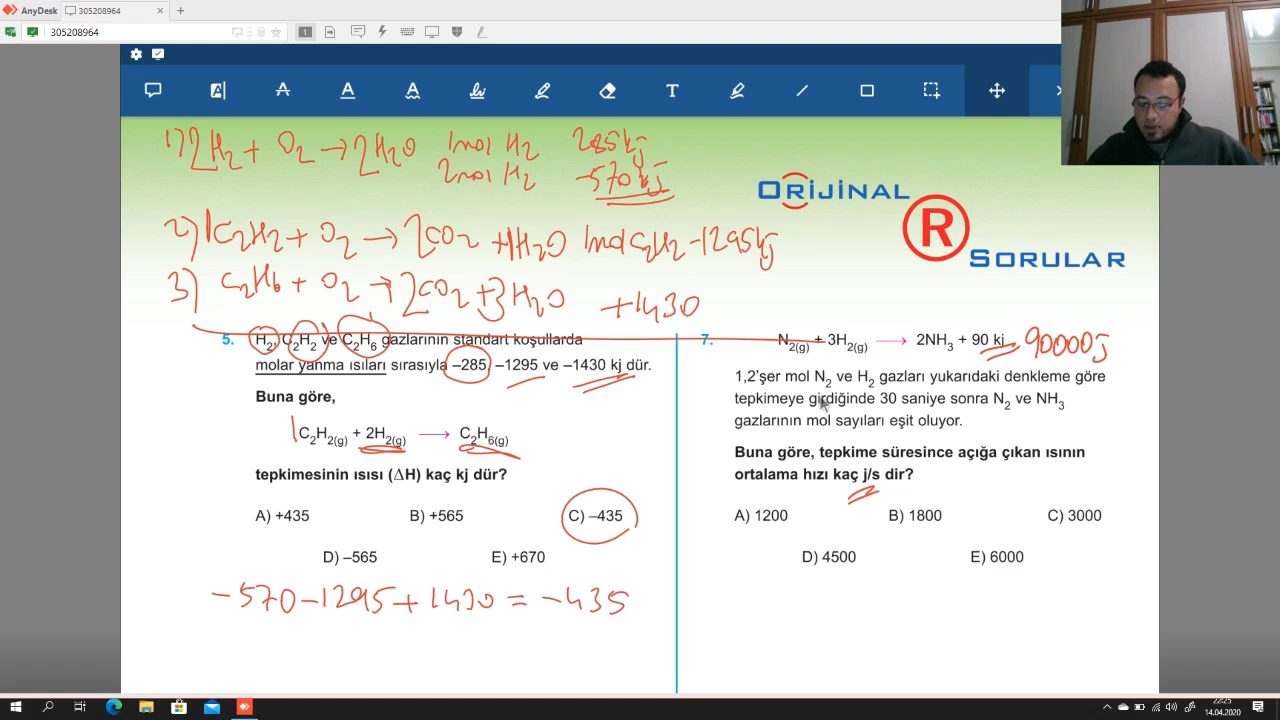 AnyDesk
305208964
305208964
1) 2H2 + O2 → 2H2O 1mol H2 285kj
2mol H2 -570kj
ORİJİNAL
R
SORULAR
2) 1C2H2 + O2 → 2CO2 + 1H2O 1mol C2H2 -1295kj
3) C2H6 + O2 → 2CO2 + 3H2O +1430
5. H2, C2H2 ve C2H6 gazlarının standart koşullarda
molar yanma ısıları sırasıyla –285, –1295 ve –1430 kj dür.
Buna göre,
1 C2H2(g) + 2H2(g) → C2H6(g)
tepkimesinin ısısı (ΔH) kaç kj dür?
A) +435 B) +565 C) –435
D) –565 E) +670
-570-1295+1430=-435
7. N2(g) + 3H2(g) → 2NH3 + 90 kj 90000j
1,2'şer mol N2 ve H2 gazları yukarıdaki denkleme göre
tepkimeye girdiğinde 30 saniye sonra N2 ve NH3
gazlarının mol sayıları eşit oluyor.
Buna göre, tepkime süresince açığa çıkan ısının
ortalama hızı kaç j/s dir?
A) 1200 B) 1800 C) 3000
D) 4500 E) 6000
22:25
14.04.2020